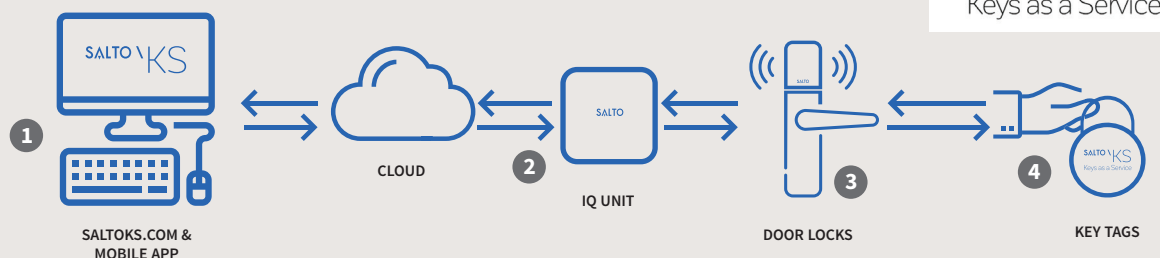 Keys as a Service
SALTO KS
SALTO
SALTO
SALTO KS
Keys as a Service
1
2
3
4
CLOUD
IQ UNIT
SALTOKS.COM &
MOBILE APP
DOOR LOCKS
KEY TAGS